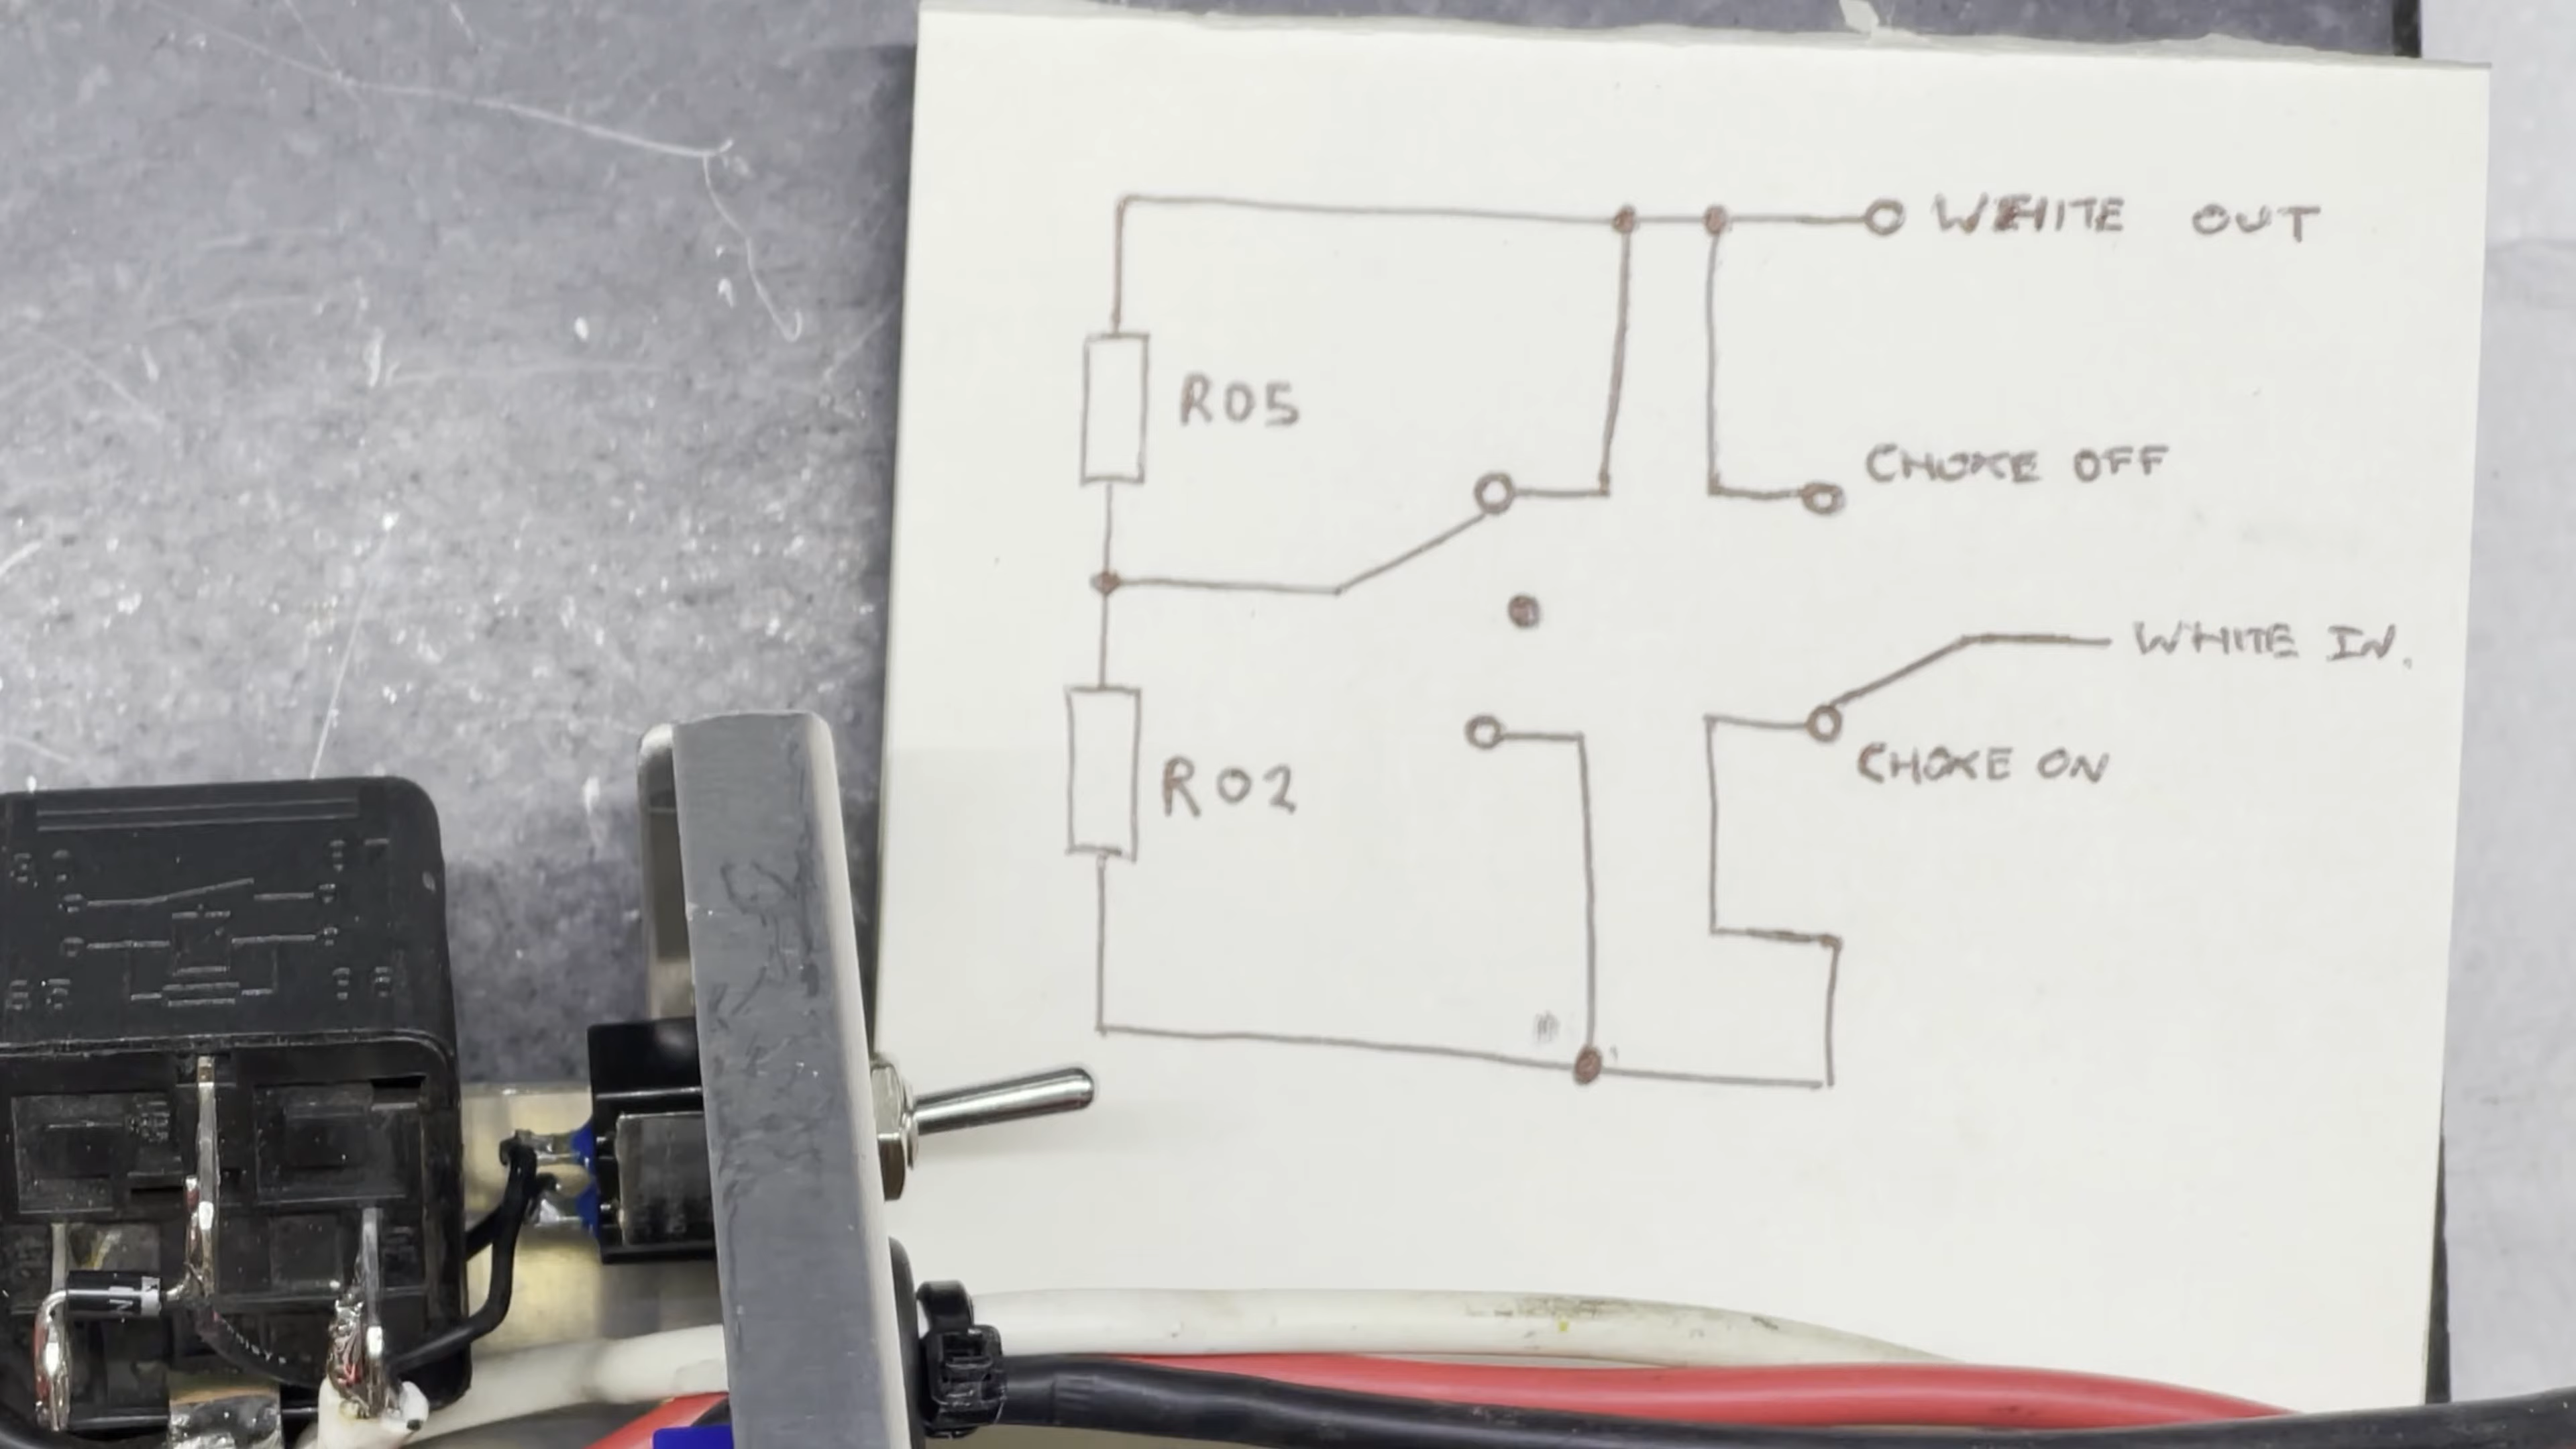 WHITE OUT
R05
CHOKE OFF
WHITE IN.
R02
CHOKE ON